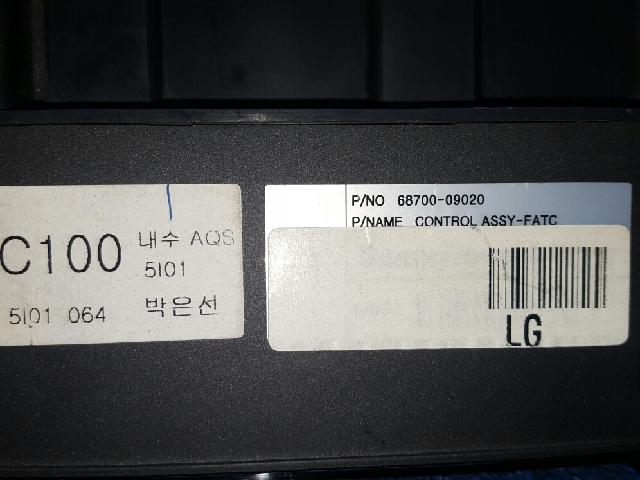 C100
내수 AQS
5I01
5I01 064
박은선
P/NO 68700-09020
P/NAME CONTROL ASSY-FATC
LG